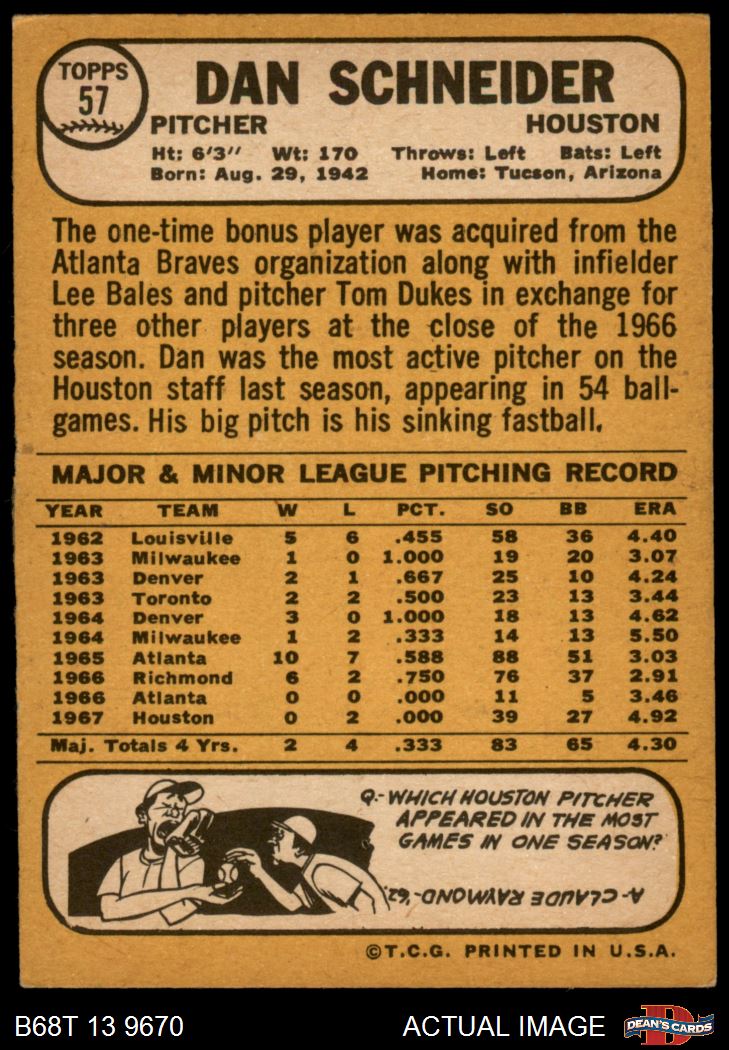 TOPPS
57
DAN SCHNEIDER
PITCHER HOUSTON
Ht: 6'3" Wt: 170 Throws: Left Bats: Left
Born: Aug. 29, 1942 Home: Tucson, Arizona
The one-time bonus player was acquired from the
Atlanta Braves organization along with infielder
Lee Bales and pitcher Tom Dukes in exchange for
three other players at the close of the 1966
season. Dan was the most active pitcher on the
Houston staff last season, appearing in 54 ball-
games. His big pitch is his sinking fastball.
MAJOR & MINOR LEAGUE PITCHING RECORD
YEAR TEAM W L PCT. SO BB ERA
1962 Louisville 5 6 .455 58 36 4.40
1963 Milwaukee 1 0 1.000 19 20 3.07
1963 Denver 2 1 .667 25 10 4.24
1963 Toronto 2 2 .500 23 13 3.44
1964 Denver 3 0 1.000 18 13 4.62
1964 Milwaukee 1 2 .333 14 13 5.50
1965 Atlanta 10 7 .588 88 51 3.03
1966 Richmond 6 2 .750 76 37 2.91
1966 Atlanta 0 0 .000 11 5 3.46
1967 Houston 0 2 .000 39 27 4.92
Maj. Totals 4 Yrs. 2 4 .333 83 65 4.30
Q.-WHICH HOUSTON PITCHER
APPEARED IN THE MOST
GAMES IN ONE SEASON?
A-CLAUDE RAYMOND-'62.
©T.C.G. PRINTED IN U.S.A.
B68T 13 9670 ACTUAL IMAGE
D
DEAN'S CARDS